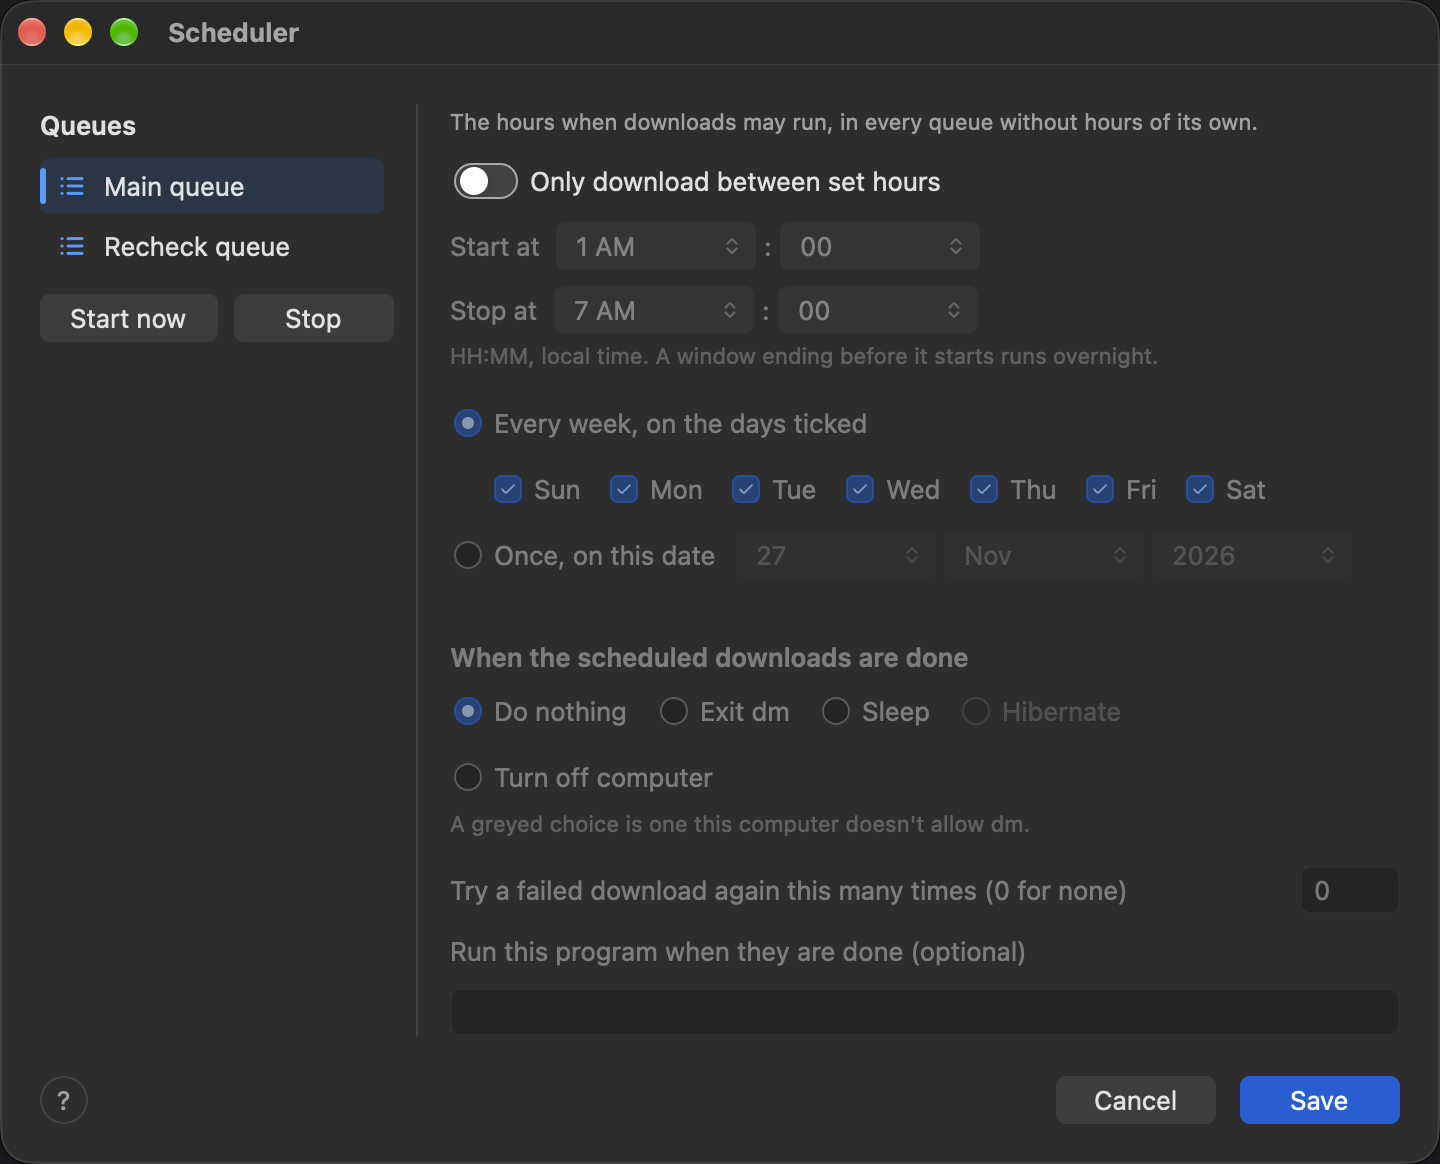 Scheduler
Queues
Main queue
Recheck queue
Start now Stop
The hours when downloads may run, in every queue without hours of its own.
Only download between set hours
Start at 1 AM : 00
Stop at 7 AM : 00
HH:MM, local time. A window ending before it starts runs overnight.
Every week, on the days ticked
Sun Mon Tue Wed Thu Fri Sat
Once, on this date 27 Nov 2026
When the scheduled downloads are done
Do nothing Exit dm Sleep Hibernate
Turn off computer
A greyed choice is one this computer doesn't allow dm.
Try a failed download again this many times (0 for none) 0
Run this program when they are done (optional)
? Cancel Save